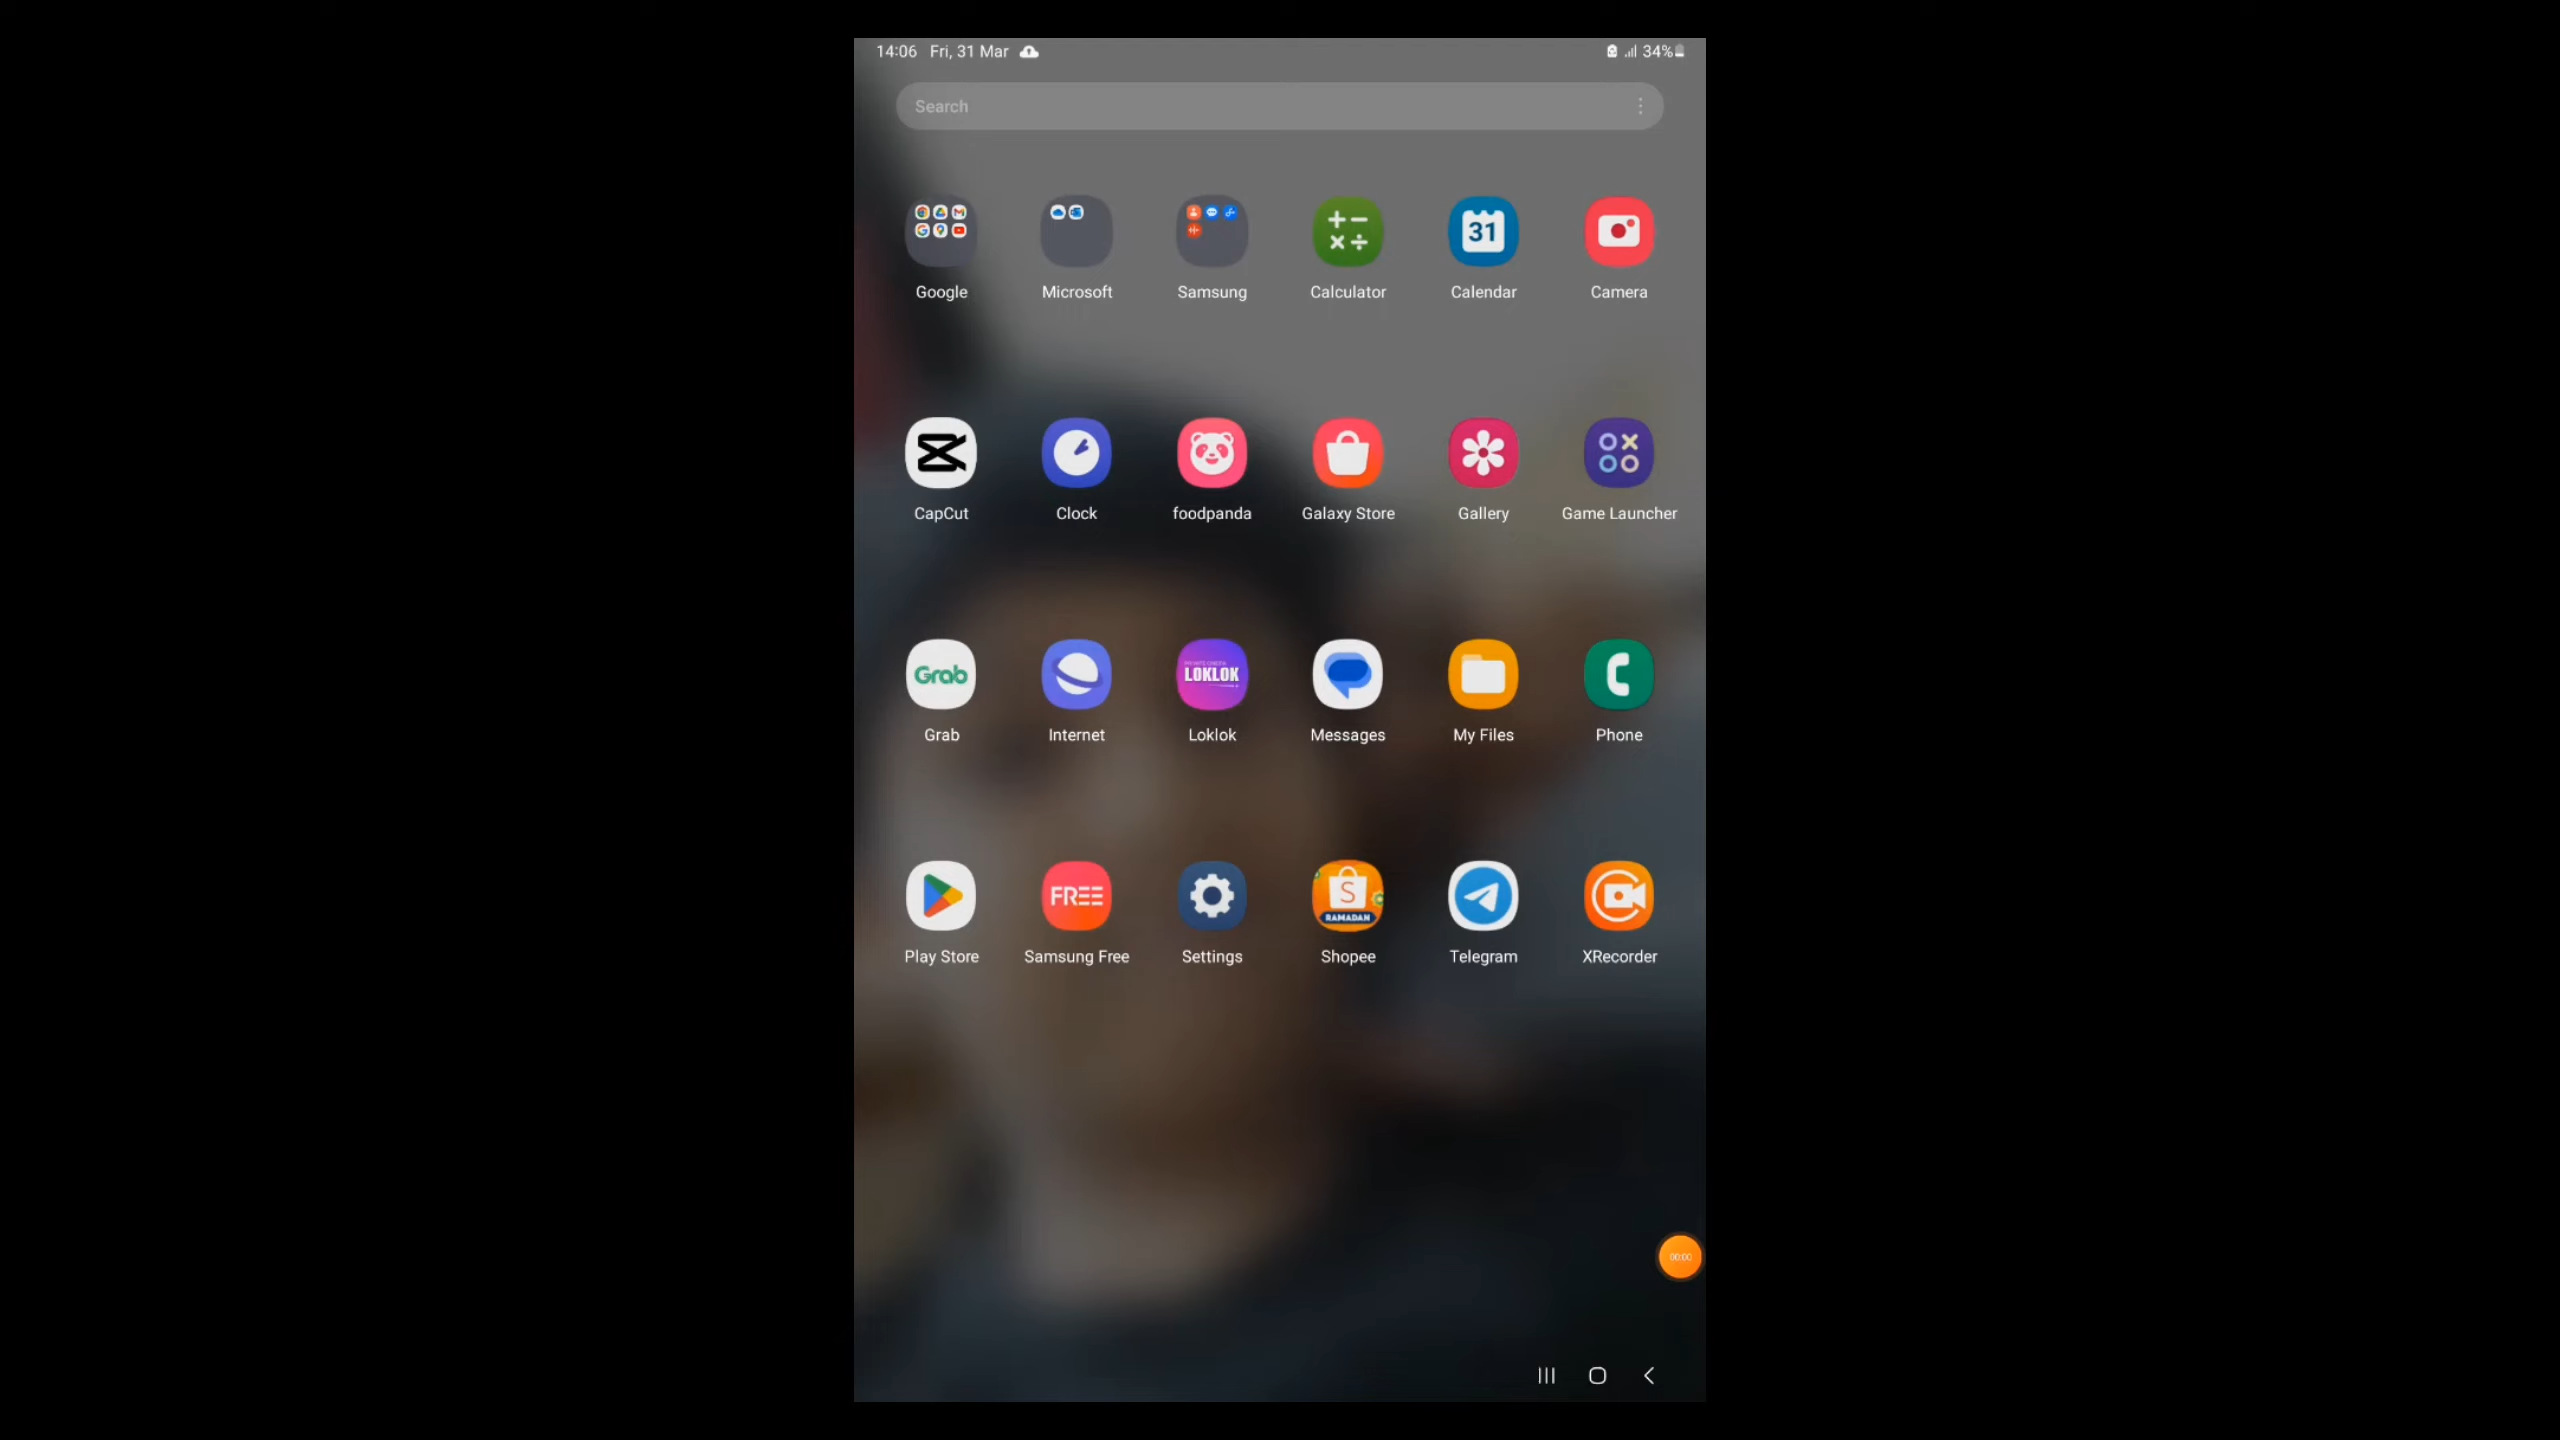 14:06 Fri, 31 Mar 34%
Search
31
Google Microsoft Samsung Calculator Calendar Camera
CapCut Clock foodpanda Galaxy Store Gallery Game Launcher
Grab LOKLOK
Grab Internet Loklok Messages My Files Phone
FREE S RAMADAN
Play Store Samsung Free Settings Shopee Telegram XRecorder
00:00